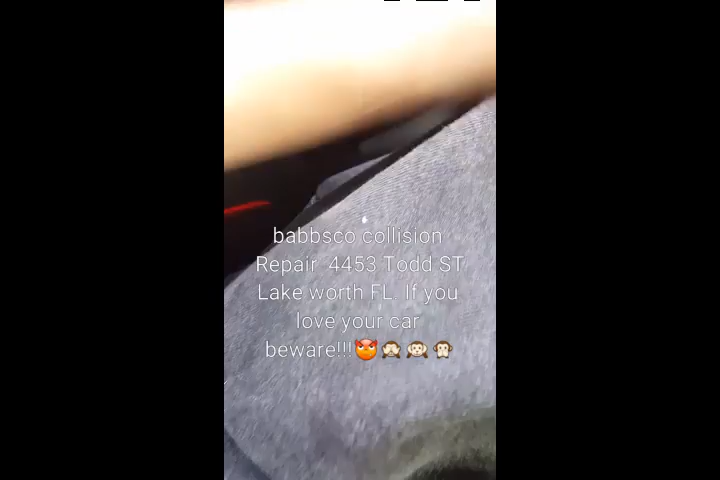 babbsco collision
Repair  4453 Todd ST
Lake worth FL. If you
love your car
beware!!!😡🙈🙉🙊